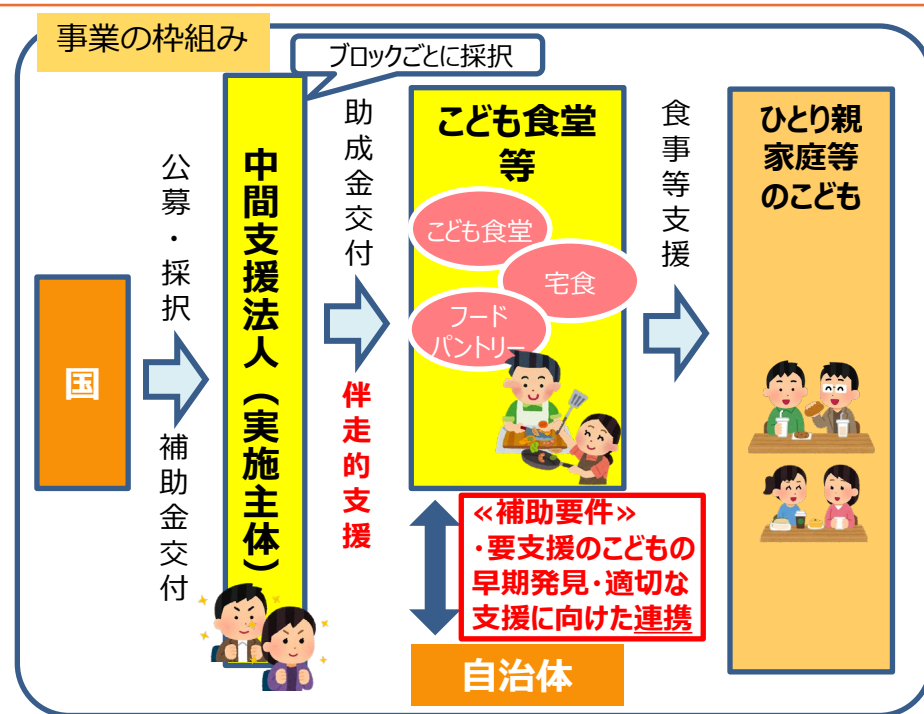 事業の枠組み
ブロックごとに採択
国
公募・採択
補助金交付
中間支援法人（実施主体）
助成金交付
伴走的支援
こども食堂
等
こども食堂
宅食
フード
パントリー
食事等支援
ひとり親
家庭等
のこども
≪補助要件≫
・要支援のこどもの
早期発見・適切な
支援に向けた連携
自治体